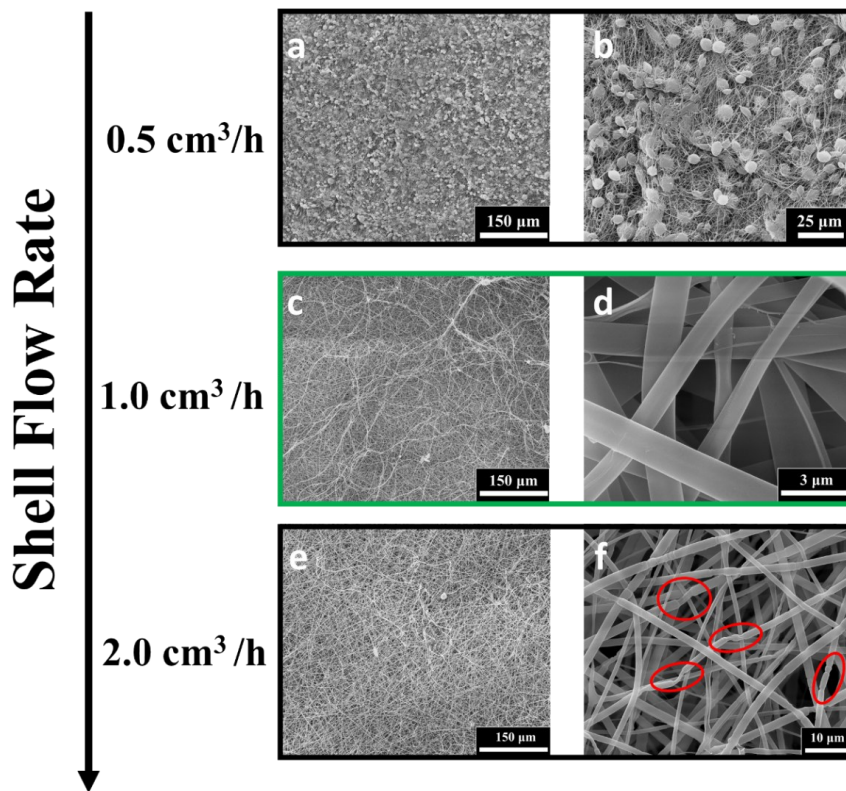 Shell Flow Rate
0.5 cm³/h
a
150 µm
b
25 µm
1.0 cm³/h
c
150 µm
d
3 µm
2.0 cm³/h
e
150 µm
f
10 µm